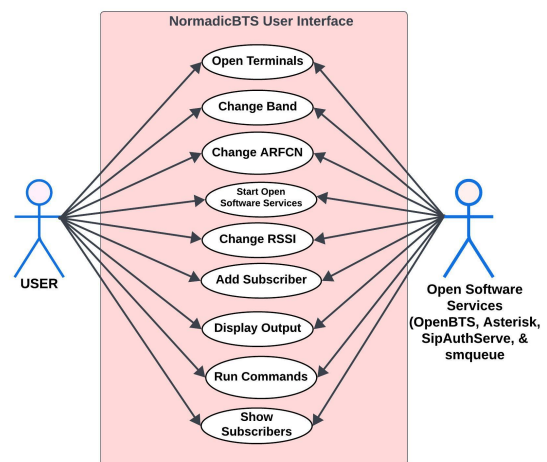 NormadicBTS User Interface
Open Terminals
Change Band
Change ARFCN
Start Open
Software Services
Change RSSI
Add Subscriber
Display Output
Run Commands
Show
Subscribers
USER
Open Software
Services
(OpenBTS, Asterisk,
SipAuthServe, &
smqueue